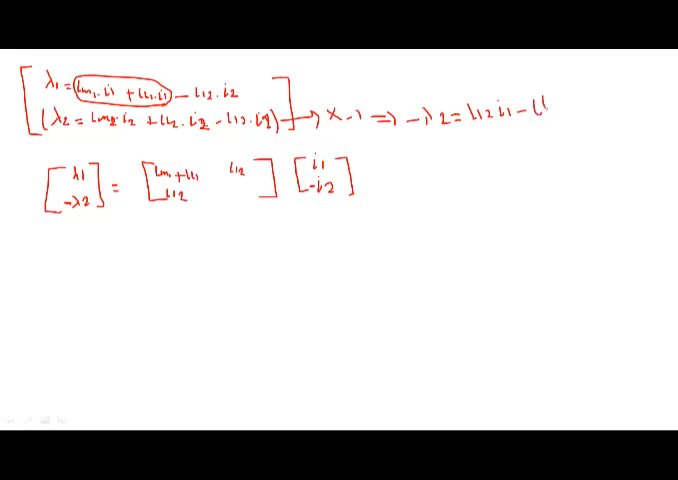 λ1 = Lm1.i1 + LL1.i1 − L12.i2
(λ2 = Lm2.i2 + LL2.i2 − L12.i1) → x -1 ⇒ −λ2 = L12 i1 − (L
[λ1 −λ2] = [Lm1+LL1 L12 L12] [i1 −i2]